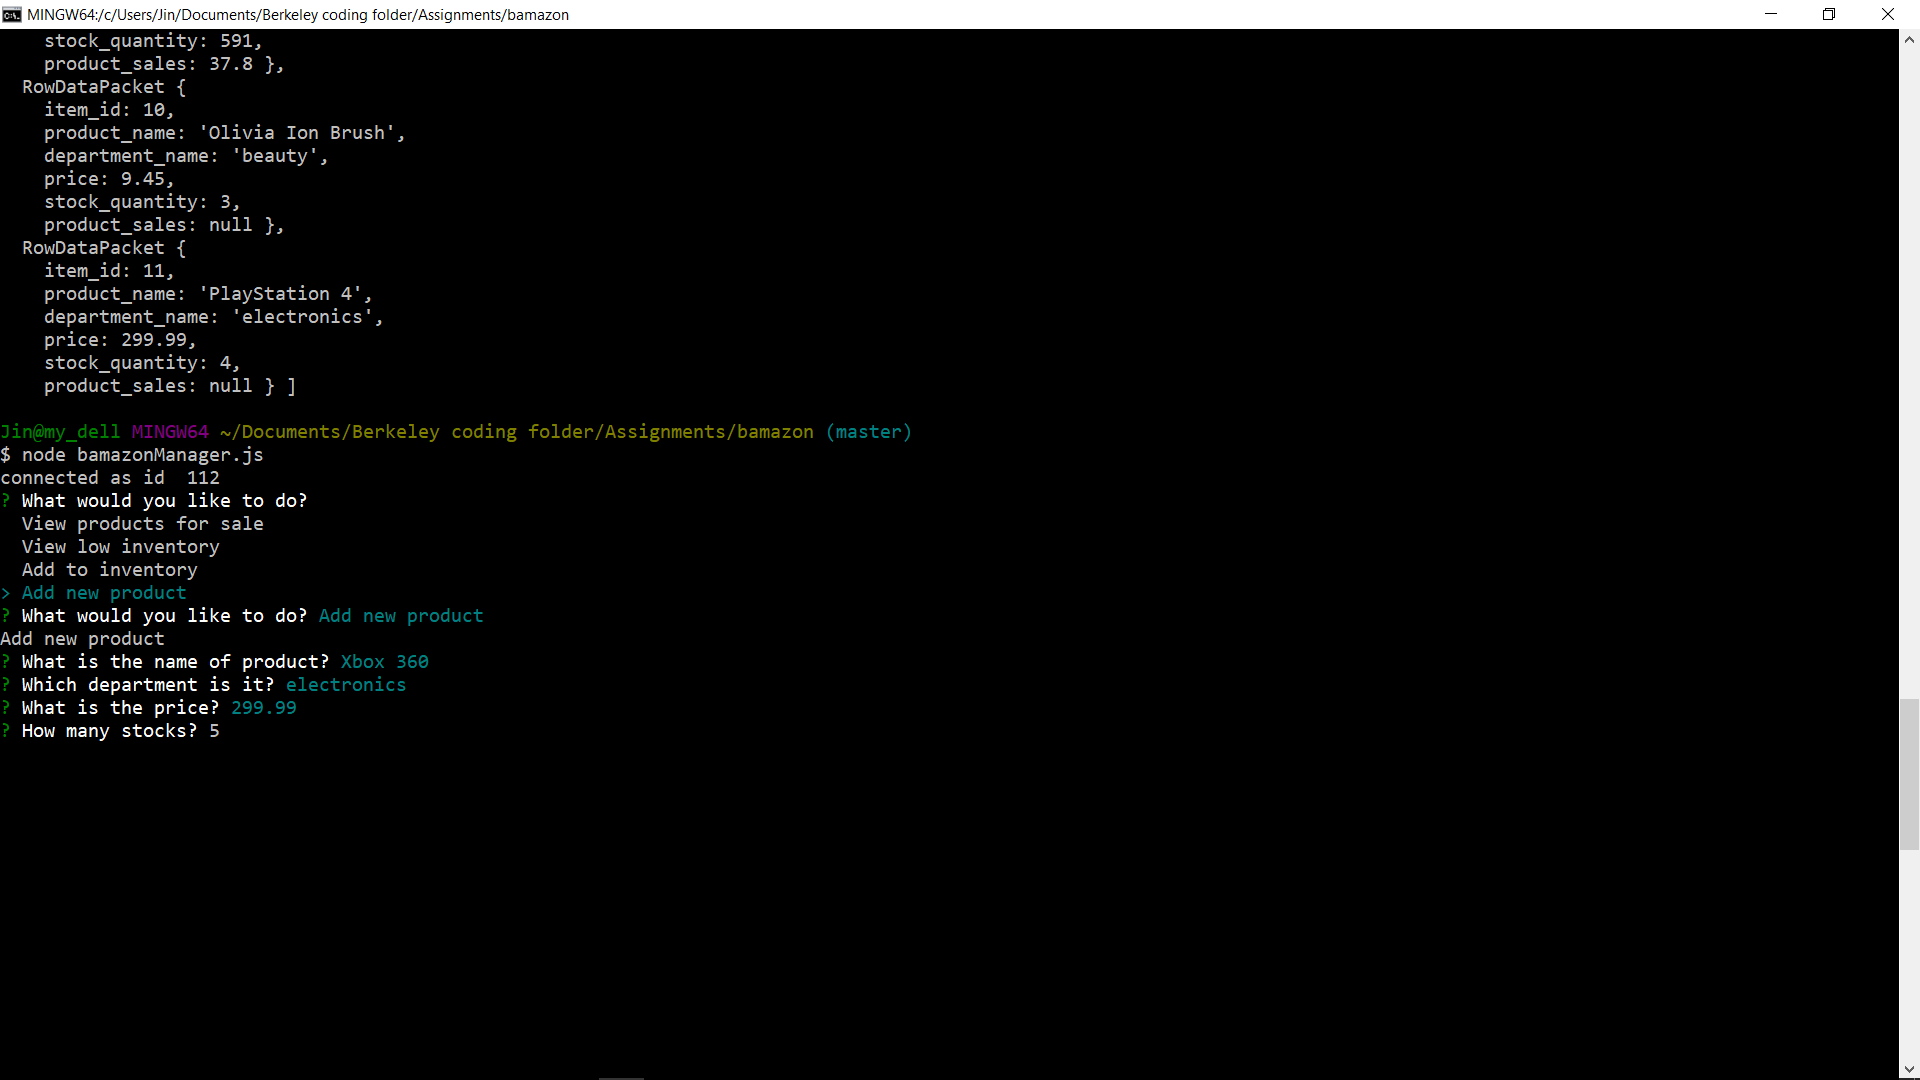 MINGW64:/c/Users/Jin/Documents/Berkeley coding folder/Assignments/bamazon
stock_quantity: 591,
product_sales: 37.8 },
RowDataPacket {
item_id: 10,
product_name: 'Olivia Ion Brush',
department_name: 'beauty',
price: 9.45,
stock_quantity: 3,
product_sales: null },
RowDataPacket {
item_id: 11,
product_name: 'PlayStation 4',
department_name: 'electronics',
price: 299.99,
stock_quantity: 4,
product_sales: null } ]
Jin@my_dell MINGW64 ~/Documents/Berkeley coding folder/Assignments/bamazon (master)
$ node bamazonManager.js
connected as id  112
? What would you like to do?
View products for sale
View low inventory
Add to inventory
> Add new product
? What would you like to do? Add new product
Add new product
? What is the name of product? Xbox 360
? Which department is it? electronics
? What is the price? 299.99
? How many stocks? 5